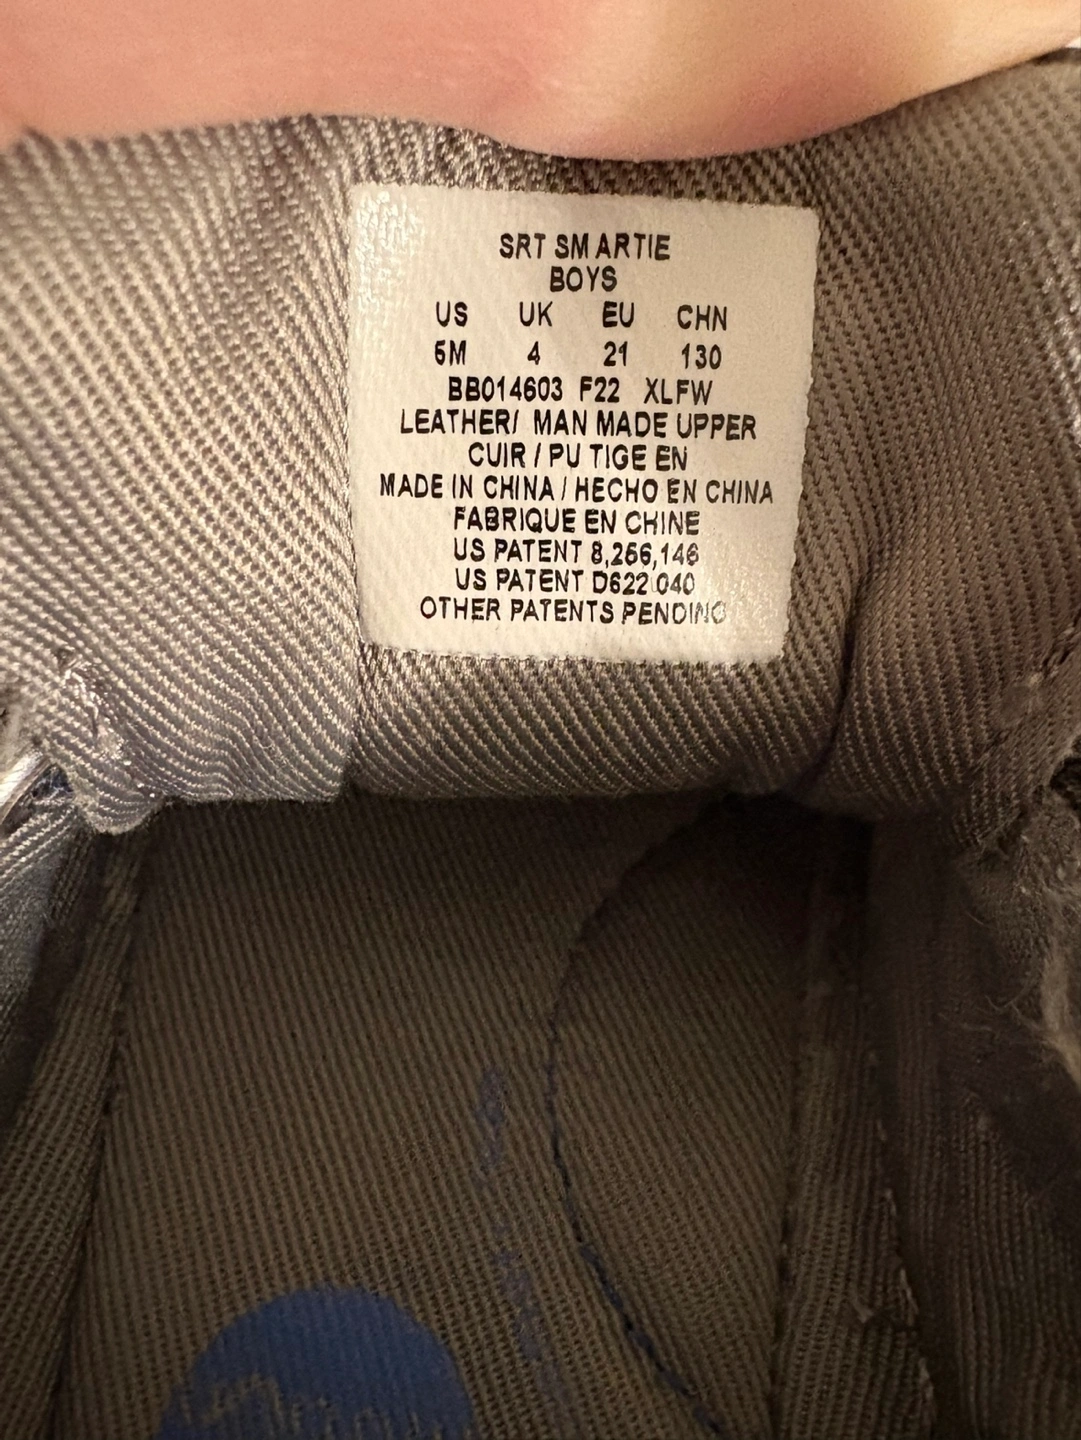 SRT SM ARTIE
BOYS
US UK EU CHN
5M 4 21 130
BB014603 F22 XLFW
LEATHER/ MAN MADE UPPER
CUIR / PU TIGE EN
MADE IN CHINA / HECHO EN CHINA
FABRIQUE EN CHINE
US PATENT 8,256,146
US PATENT D622 040
OTHER PATENTS PENDING